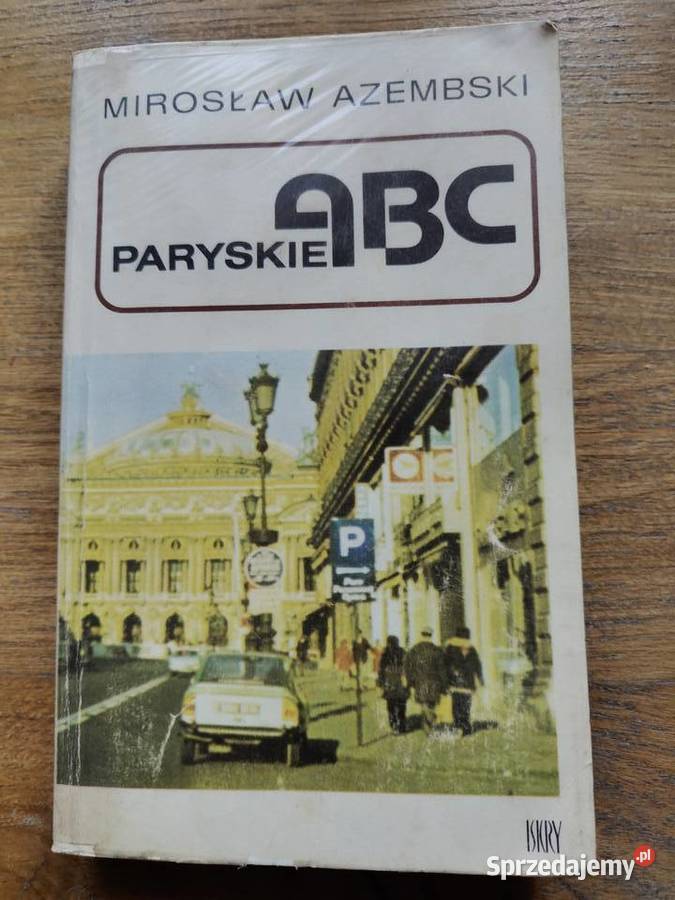 MIROSŁAW AZEMBSKI
PARYSKIE ABC
P
ISKRY
Sprzedajemy.pl